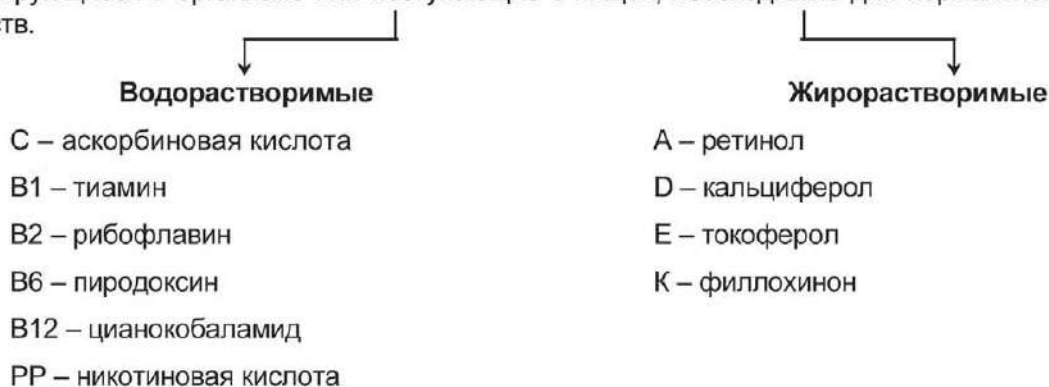 ств.
Водорастворимые
Жирорастворимые
С – аскорбиновая кислота
А – ретинол
В1 – тиамин
D – кальциферол
В2 – рибофлавин
Е – токоферол
В6 – пиродоксин
К – филлохинон
В12 – цианокобаламид
РР – никотиновая кислота